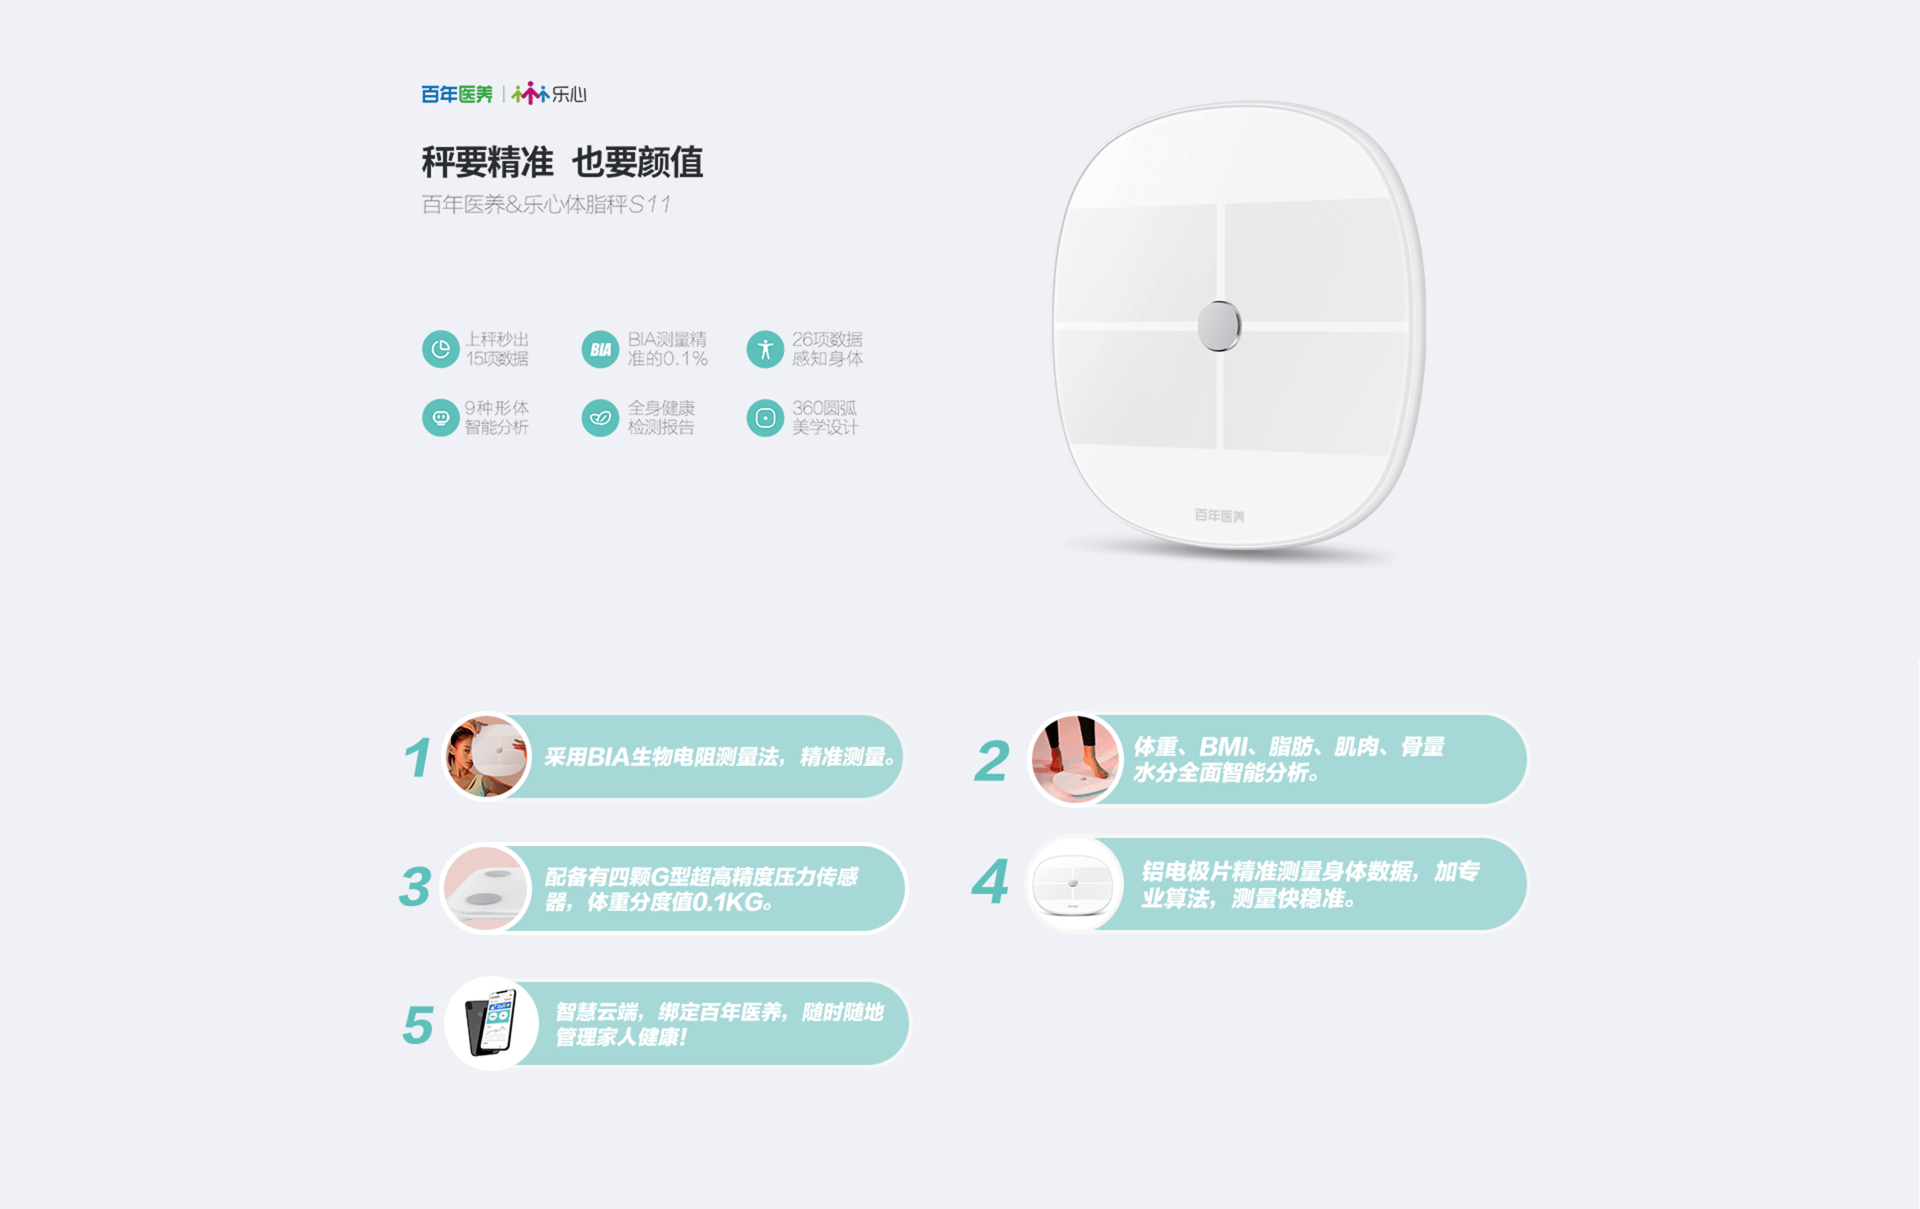 百年医养 | 乐心
秤要精准 也要颜值
百年医养&乐心体脂秤S11
上秤秒出
15项数据
BIA
BIA测量精
准的0.1%
26项数据
感知身体
9种形体
智能分析
全身健康
检测报告
360圆弧
美学设计
百年医养
1
采用BIA生物电阻测量法，精准测量。
2
体重、BMI、脂肪、肌肉、骨量
水分全面智能分析。
3
配备有四颗G型超高精度压力传感
器，体重分度值0.1KG。
4
铝电极片精准测量身体数据，加专
业算法，测量快稳准。
5
智慧云端，绑定百年医养，随时随地
管理家人健康!